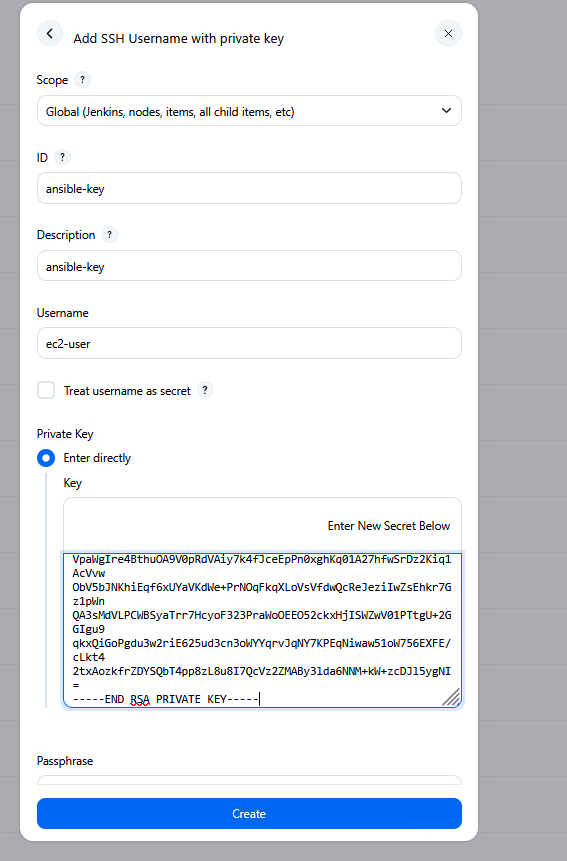 Add SSH Username with private key
Scope ?
Global (Jenkins, nodes, items, all child items, etc)
ID ?
ansible-key
Description ?
ansible-key
Username
ec2-user
Treat username as secret ?
Private Key
Enter directly
Key
Enter New Secret Below
VpaWgIre4BthuOA9V0pRdVAiy7k4fJceEpPn0xghKq01A27hfwSrDz2Kiq1
AcVvw
ObV5bJNKhiEqf6xUYaVKdWe+PrNOqFkqXLoVsVfdwQcReJeziIwZsEhkr7G
z1pWn
QA3sMdVLPCWBSyaTrr7HcyoF323PraWoOEEO52ckxHjISWZwV01PTtgU+2G
GIgu9
qkxQiGoPgdu3w2riE625ud3cn3oWYYqrvJqNY7KPEqNiwaw51oW756EXFE/
cLkt4
2txAozkfrZDYSQbT4pp8zL8u8I7QcVz2ZMABy3lda6NNM+kW+zcDJl5ygNI
=
-----END RSA PRIVATE KEY-----
Passphrase
Create